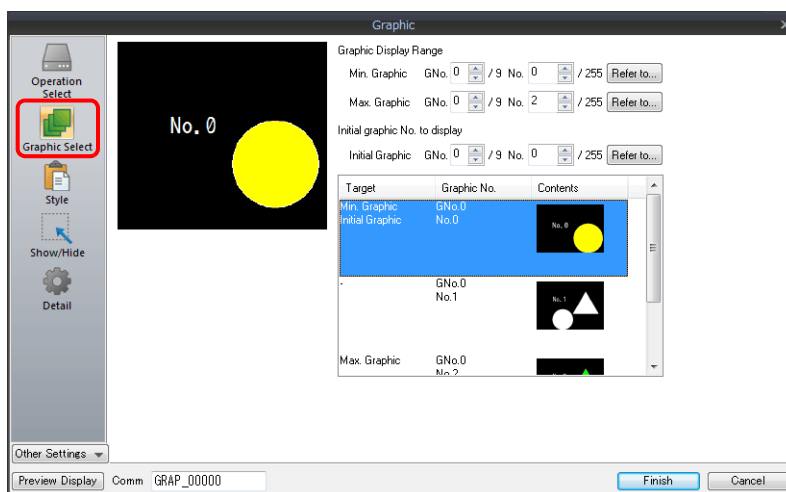 Graphic
Operation
Select
Graphic Select
Style
Show/Hide
Detail
Other Settings
No. 0
Graphic Display Range
Min. Graphic GNo. 0 / 9 No. 0 / 255 Refer to...
Max. Graphic GNo. 0 / 9 No. 2 / 255 Refer to...
Initial graphic No. to display
Initial Graphic GNo. 0 / 9 No. 0 / 255 Refer to...
Target Graphic No. Contents
Min. Graphic GNo.0
Initial Graphic No.0
No. 0
- GNo.0
No.1
No. 1
Max. Graphic GNo.0
No.2
Preview Display Comm GRAP_00000 Finish Cancel